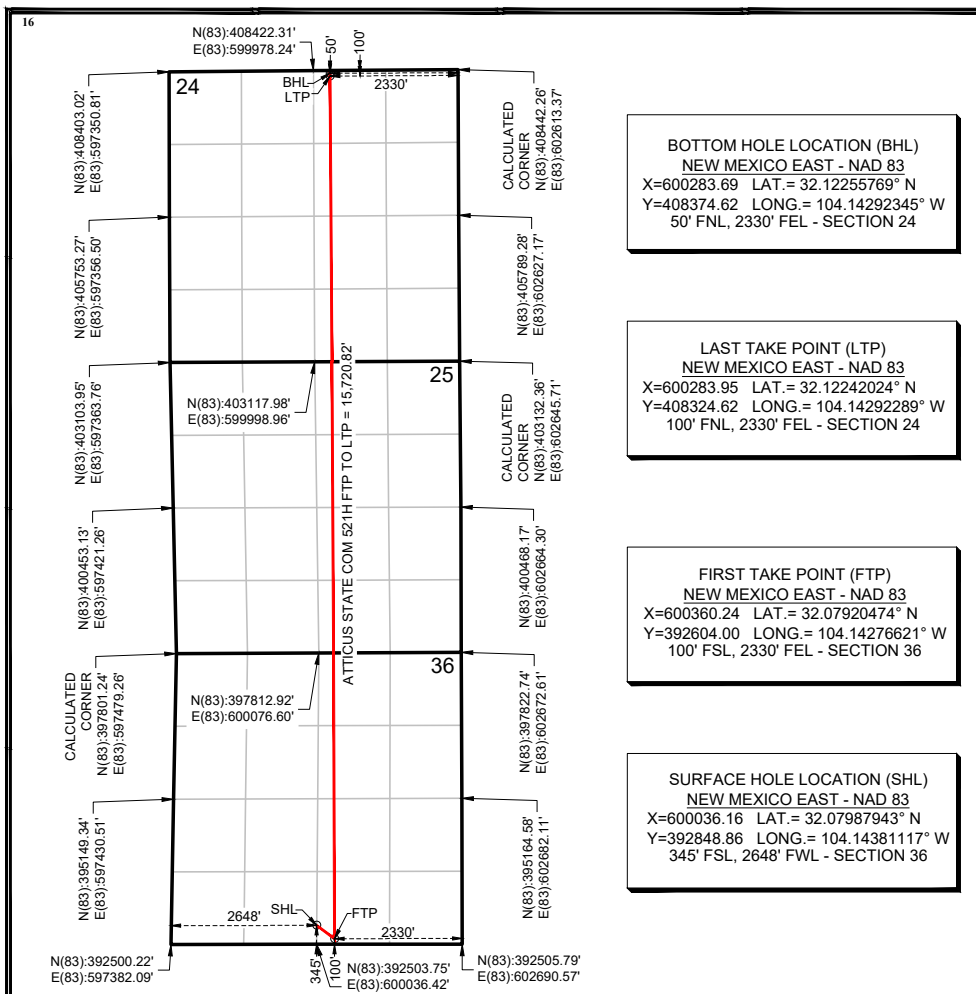 16
N(83):408422.31'
E(83):599978.24'
50'
100'
BHL
LTP
2330'
24
N(83):408403.02'
E(83):597350.81'
CALCULATED
CORNER
N(83):408442.26'
E(83):602613.37'
N(83):405753.27'
E(83):597356.50'
N(83):405789.28'
E(83):602627.17'
25
N(83):403103.95'
E(83):597363.76'
N(83):403117.98'
E(83):599998.96'
CALCULATED
CORNER
N(83):403132.36'
E(83):602645.71'
ATTICUS STATE COM 521H FTP TO LTP = 15,720.82'
N(83):400453.13'
E(83):597421.26'
N(83):400468.17'
E(83):602664.30'
36
CALCULATED
CORNER
N(83):397801.24'
E(83):597479.26'
N(83):397812.92'
E(83):600076.60'
N(83):397822.74'
E(83):602672.61'
N(83):395149.34'
E(83):597430.51'
N(83):395164.58'
E(83):602682.11'
SHL
FTP
2648'
2330'
345'
100'
N(83):392500.22'
E(83):597382.09'
N(83):392503.75'
E(83):600036.42'
N(83):392505.79'
E(83):602690.57'
BOTTOM HOLE LOCATION (BHL)
NEW MEXICO EAST - NAD 83
X=600283.69 LAT.= 32.12255769° N
Y=408374.62 LONG.= 104.14292345° W
50' FNL, 2330' FEL - SECTION 24
LAST TAKE POINT (LTP)
NEW MEXICO EAST - NAD 83
X=600283.95 LAT.= 32.12242024° N
Y=408324.62 LONG.= 104.14292289° W
100' FNL, 2330' FEL - SECTION 24
FIRST TAKE POINT (FTP)
NEW MEXICO EAST - NAD 83
X=600360.24 LAT.= 32.07920474° N
Y=392604.00 LONG.= 104.14276621° W
100' FSL, 2330' FEL - SECTION 36
SURFACE HOLE LOCATION (SHL)
NEW MEXICO EAST - NAD 83
X=600036.16 LAT.= 32.07987943° N
Y=392848.86 LONG.= 104.14381117° W
345' FSL, 2648' FWL - SECTION 36